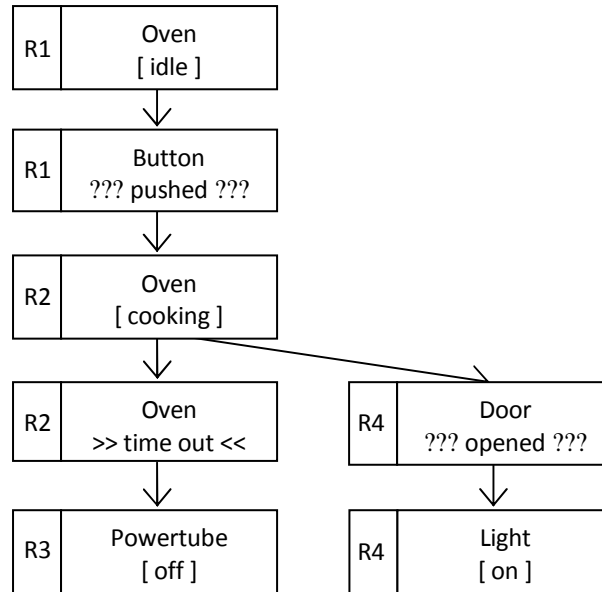 R1
Oven
[ idle ]
R1
Button
??? pushed ???
R2
Oven
[ cooking ]
R2
Oven
>> time out <<
R4
Door
??? opened ???
R3
Powertube
[ off ]
R4
Light
[ on ]